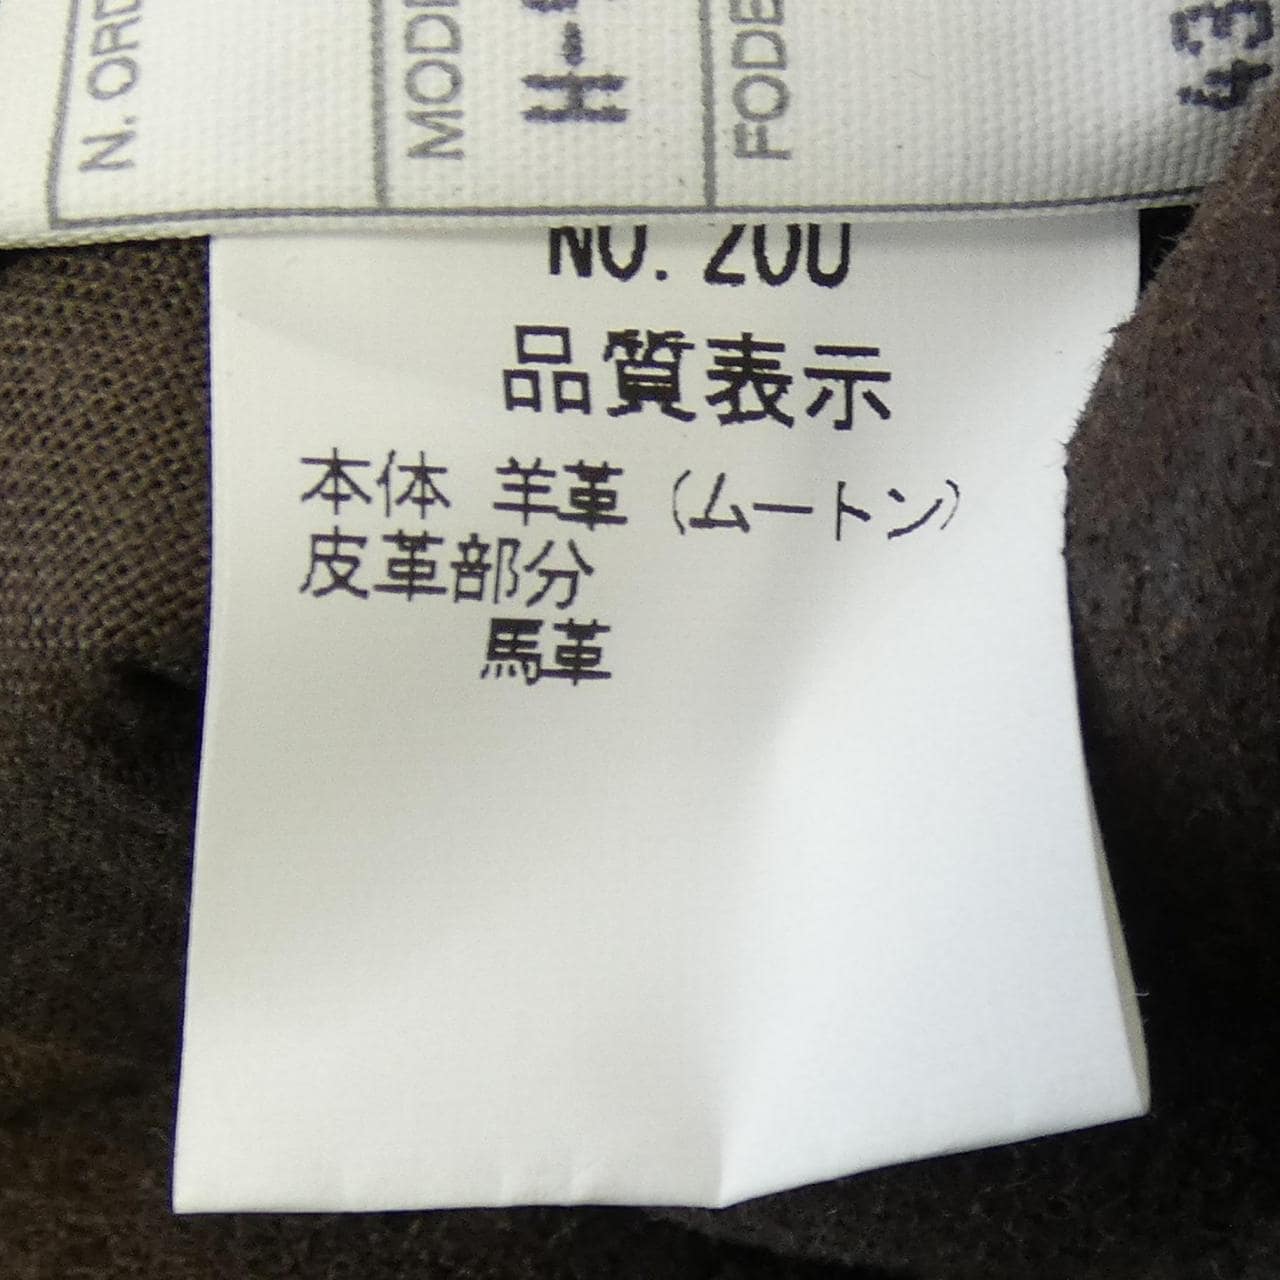 N. ORD
MODE
FODE
43
NO. 200
品質表示
本体 羊革 (ムートン)
皮革部分
馬革